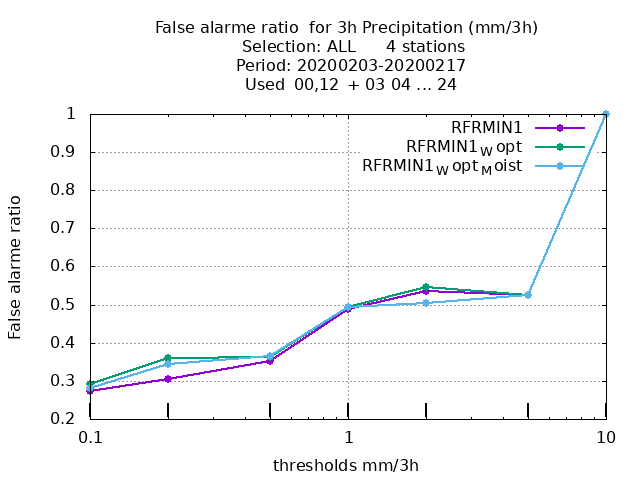 False alarme ratio  for 3h Precipitation (mm/3h)
Selection: ALL      4 stations
Period: 20200203-20200217
Used  00,12  + 03 04 ... 24
1
0.9
0.8
0.7
0.6
0.5
0.4
0.3
0.2
False alarme ratio
RFRMIN1
RFRMIN1Wopt
RFRMIN1WoptMoist
0.1
1
10
thresholds mm/3h